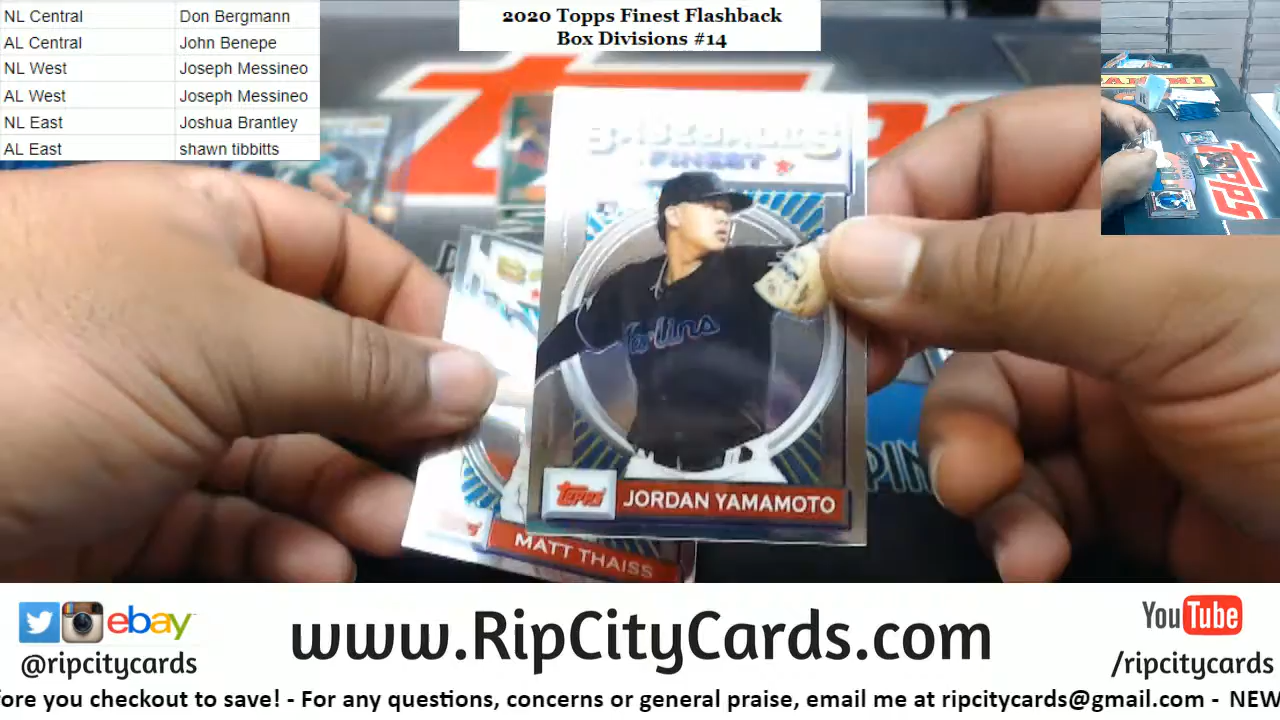 NL Central Don Bergmann
AL Central John Benepe
NL West Joseph Messineo
AL West Joseph Messineo
NL East Joshua Brantley
AL East shawn tibbitts
2020 Topps Finest Flashback
Box Divisions #14
FINEST
Marlins
TOPPS
JORDAN YAMAMOTO
MATT THAISS
Topps
ebay
@ripcitycards
www.RipCityCards.com
YouTube
/ripcitycards
fore you checkout to save! - For any questions, concerns or general praise, email me at ripcitycards@gmail.com - NEW